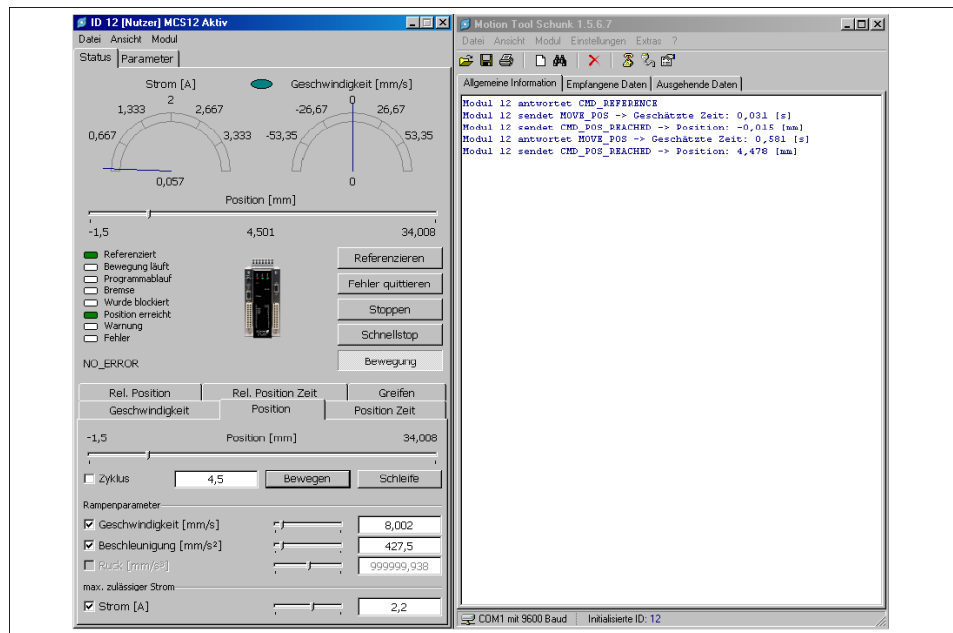 ID 12 [Nutzer] MCS12 Aktiv
Datei Ansicht Modul
Status Parameter
Strom [A] Geschwindigkeit [mm/s]
2 0
1,333 2,667 -26,67 26,67
0,667 3,333 -53,35 53,35
0,057 0
Position [mm]
-1,5 4,501 34,008
Referenziert
Bewegung läuft
Programmablauf
Bremse
Wurde blockiert
Position erreicht
Warnung
Fehler
NO_ERROR
Referenzieren
Fehler quittieren
Stoppen
Schnellstop
Bewegung
Rel. Position Rel. Position Zeit Greifen
Geschwindigkeit Position Position Zeit
-1,5 Position [mm] 34,008
Zyklus 4,5 Bewegen Schleife
Rampenparameter
Geschwindigkeit [mm/s] 8,002
Beschleunigung [mm/s²] 427,5
Ruck [mm/s³] 999999,938
max. zulässiger Strom
Strom [A] 2,2
Motion Tool Schunk 1.5.6.7
Datei Ansicht Modul Einstellungen Extras ?
Allgemeine Information Empfangene Daten Ausgehende Daten
Modul 12 antwortet CMD_REFERENCE
Modul 12 sendet MOVE_POS -> Geschätzte Zeit: 0,031 [s]
Modul 12 sendet CMD_POS_REACHED -> Position: -0,015 [mm]
Modul 12 antwortet MOVE_POS -> Geschätzte Zeit: 0,581 [s]
Modul 12 sendet CMD_POS_REACHED -> Position: 4,478 [mm]
COM1 mit 9600 Baud Initialisierte ID: 12